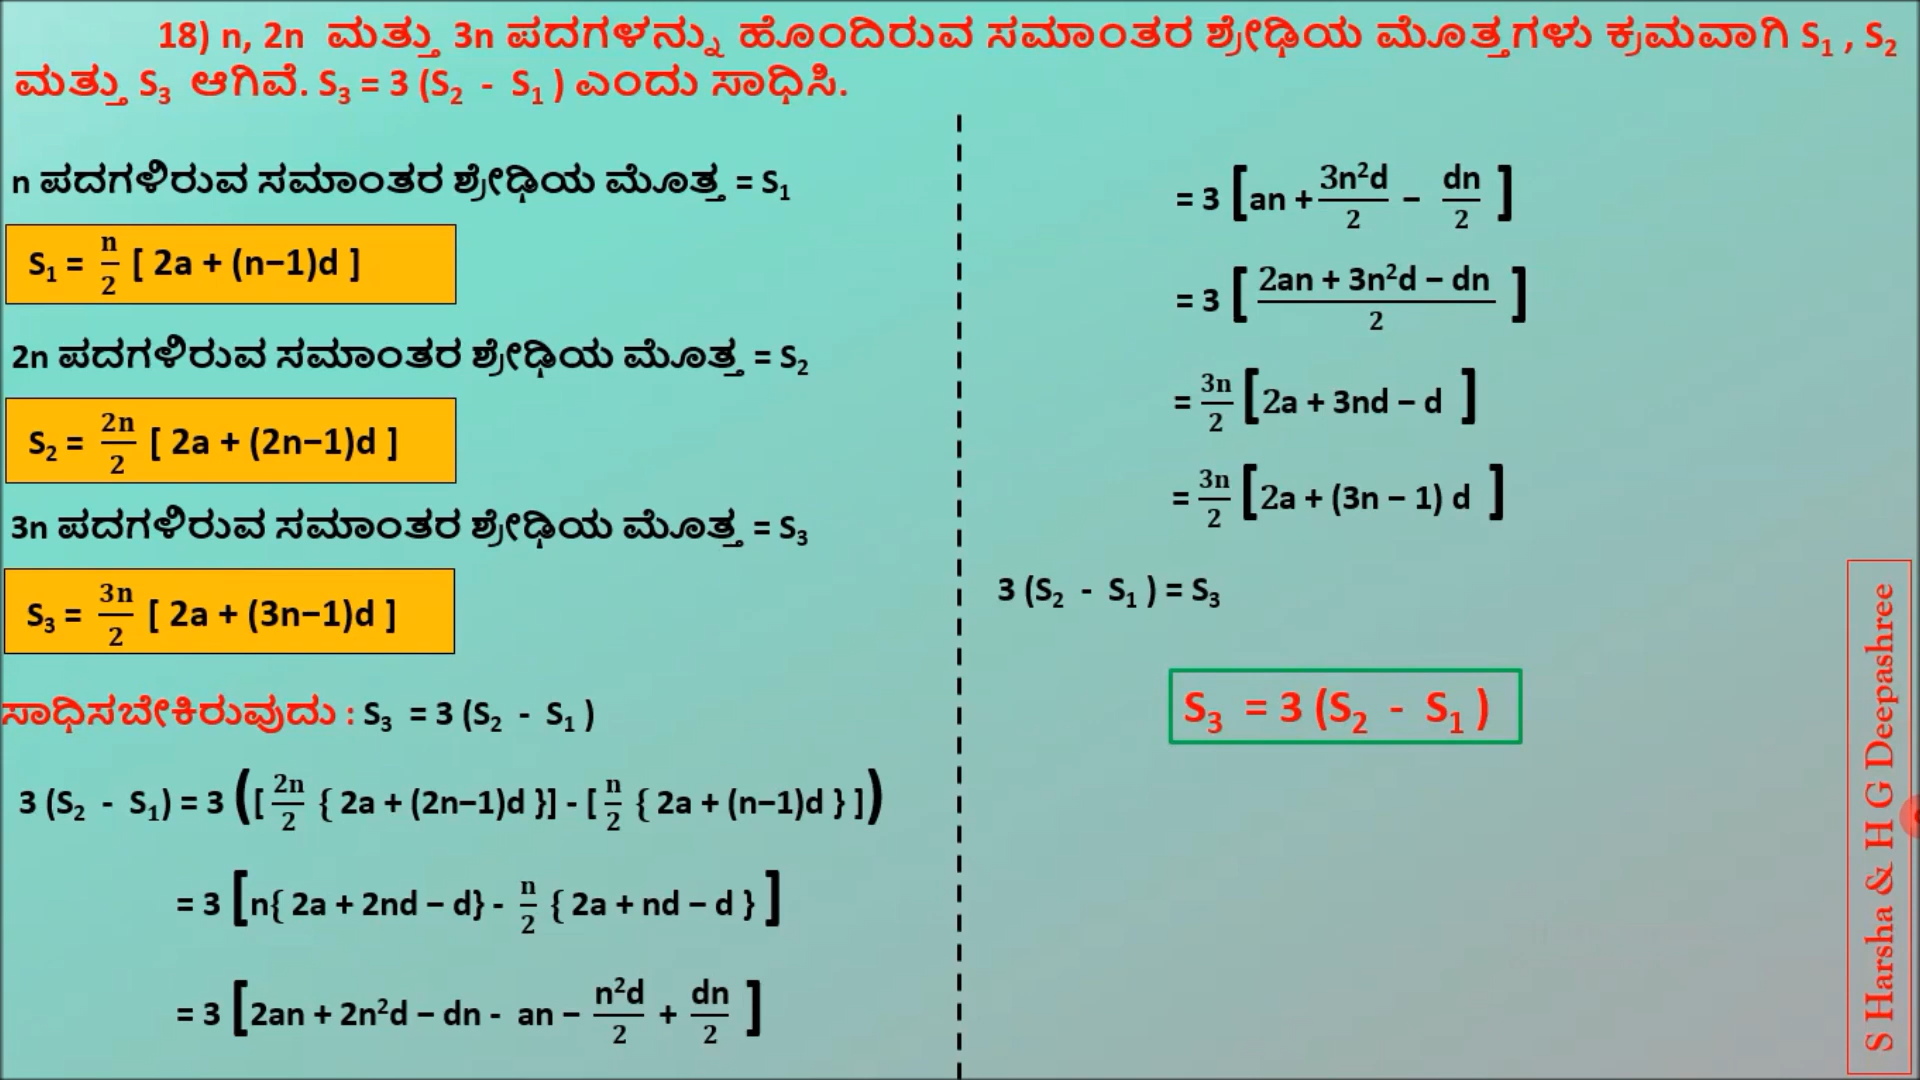 18) n, 2n ಮತ್ತು 3n ಪದಗಳನ್ನು ಹೊಂದಿರುವ ಸಮಾಂತರ ಶ್ರೇಢಿಯ ಮೊತ್ತಗಳು ಕ್ರಮವಾಗಿ S₁ , S₂
ಮತ್ತು S₃ ಆಗಿವೆ. S₃ = 3 (S₂ - S₁ ) ಎಂದು ಸಾಧಿಸಿ.
n ಪದಗಳಿರುವ ಸಮಾಂತರ ಶ್ರೇಢಿಯ ಮೊತ್ತ = S₁
S₁ = n/2 [ 2a + (n−1)d ]
2n ಪದಗಳಿರುವ ಸಮಾಂತರ ಶ್ರೇಢಿಯ ಮೊತ್ತ = S₂
S₂ = 2n/2 [ 2a + (2n−1)d ]
3n ಪದಗಳಿರುವ ಸಮಾಂತರ ಶ್ರೇಢಿಯ ಮೊತ್ತ = S₃
S₃ = 3n/2 [ 2a + (3n−1)d ]
ಸಾಧಿಸಬೇಕಿರುವುದು : S₃ = 3 (S₂ - S₁ )
3 (S₂ - S₁) = 3 ([ 2n/2 { 2a + (2n−1)d }] - [ n/2 { 2a + (n−1)d } ])
= 3 [n{ 2a + 2nd − d} - n/2 { 2a + nd − d } ]
= 3 [2an + 2n²d − dn - an − n²d/2 + dn/2 ]
= 3 [an + 3n²d/2 − dn/2 ]
= 3 [ 2an + 3n²d − dn/2 ]
= 3n/2 [2a + 3nd − d ]
= 3n/2 [2a + (3n − 1) d ]
3 (S₂ - S₁ ) = S₃
S₃ = 3 (S₂ - S₁ )
S Harsha & H G Deepashree